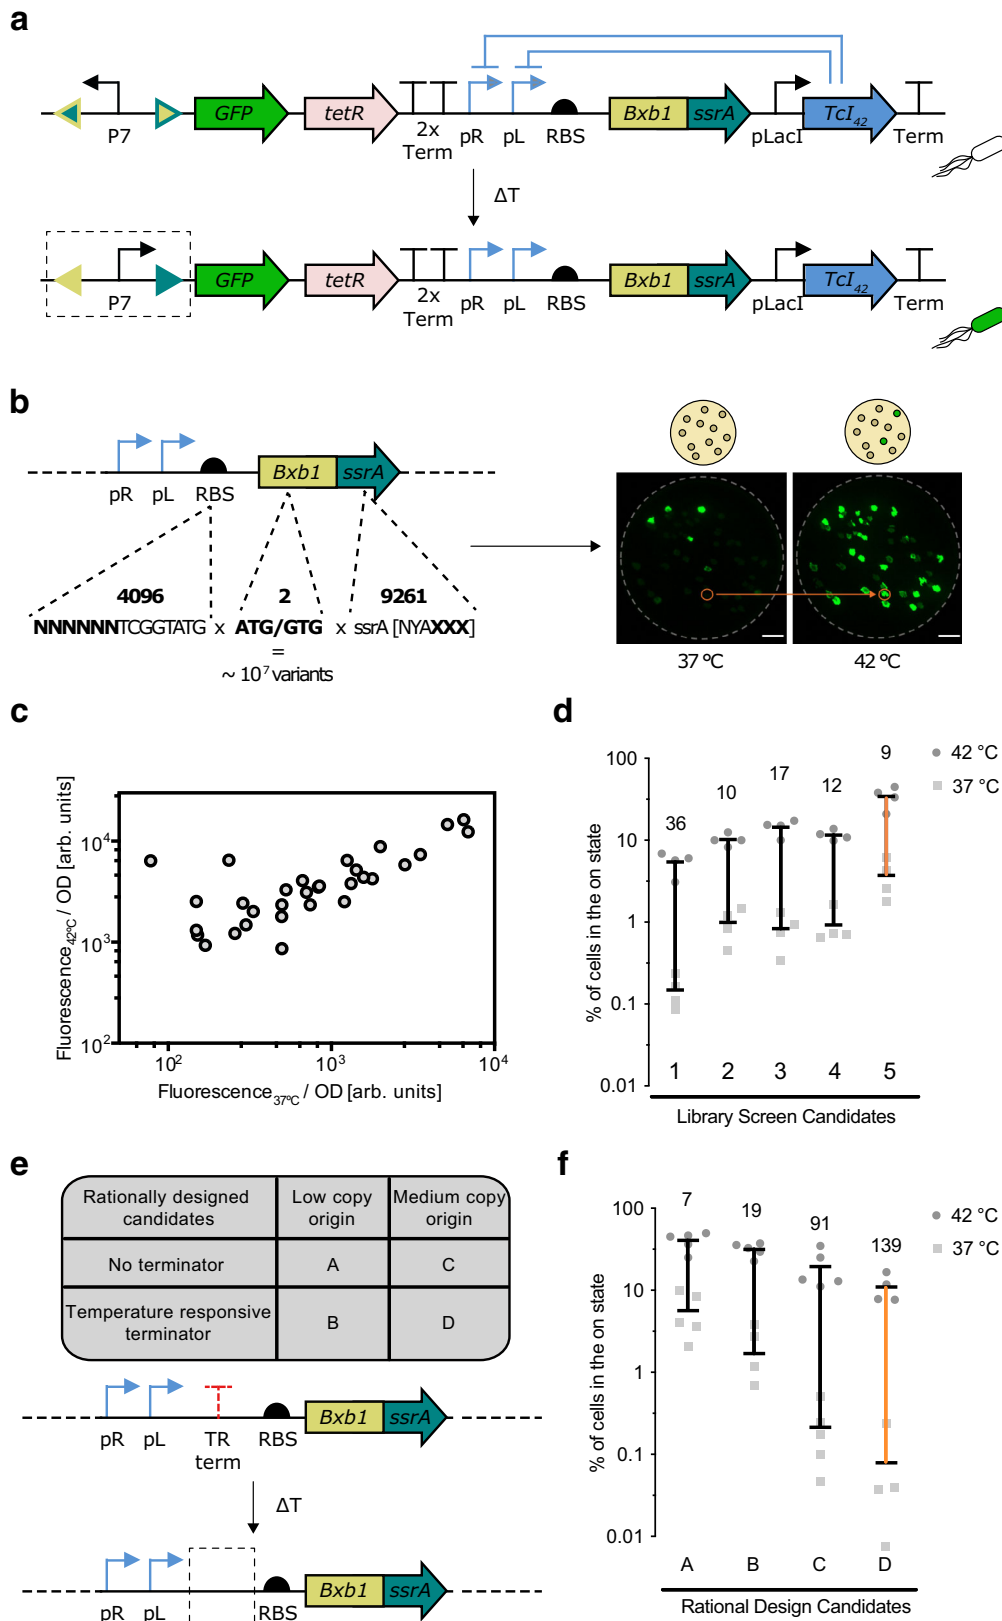 a
GFP
tetR
Bxb1
ssrA
TcI42
P7
2x
Term
pR
pL
RBS
pLacI
Term
ΔT
GFP
tetR
Bxb1
ssrA
TcI42
P7
2x
Term
pR
pL
RBS
pLacI
Term
b
Bxb1
ssrA
pR
pL
RBS
4096
2
9261
NNNNNNTCGGTATG x ATG/GTG x ssrA [NYAXXX]
=
~ 10⁷ variants
37 ºC
42 ºC
c
Fluorescence42ºC / OD [arb. units]
10⁴
10³
10²
10²
10³
10⁴
Fluorescence37ºC / OD [arb. units]
d
% of cells in the on state
100
10
1
0.1
0.01
36
10
17
12
9
42 °C
37 °C
1
2
3
4
5
Library Screen Candidates
e
Rationally designed candidates
Low copy origin
Medium copy origin
No terminator
A
C
Temperature responsive terminator
B
D
pR
pL
TR
term
RBS
Bxb1
ssrA
ΔT
pR
pL
RBS
Bxb1
ssrA
f
% of cells in the on state
100
10
1
0.1
0.01
7
19
91
139
42 °C
37 °C
A
B
C
D
Rational Design Candidates